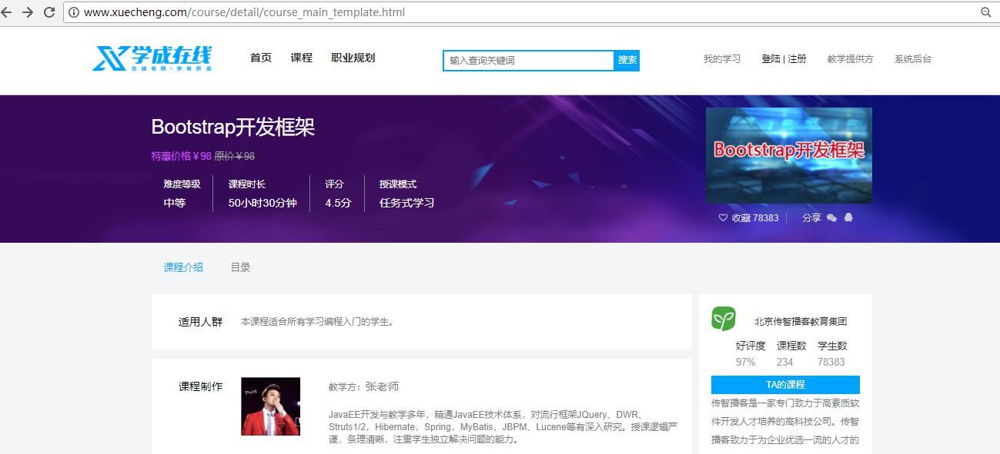 www.xuecheng.com/course/detail/course_main_template.html
学成在线
在线有我·学有所成
首页 课程 职业规划
输入查询关键词 搜索
我的学习 登陆 | 注册 教学提供方 系统后台
Bootstrap开发框架
特惠价格￥98 原价￥98
难度等级 课程时长 评分 授课模式
中等 50小时30分钟 4.5分 任务式学习
Bootstrap开发框架
收藏 78383 分享
课程介绍 目录
适用人群 本课程适合所有学习编程入门的学生。
课程制作
Pure
教学方：张老师
JavaEE开发与教学多年，精通JavaEE技术体系，对流行框架JQuery、DWR、
Struts1/2，Hibernate，Spring，MyBatis、JBPM、Lucene等有深入研究。授课逻辑严
谨，条理清晰，注重学生独立解决问题的能力。
北京传智播客教育集团
好评度 课程数 学生数
97% 234 78383
TA的课程
传智播客是一家专门致力于高素质软
件开发人才培养的高科技公司。传智
播客致力于为企业优选一流的人才的